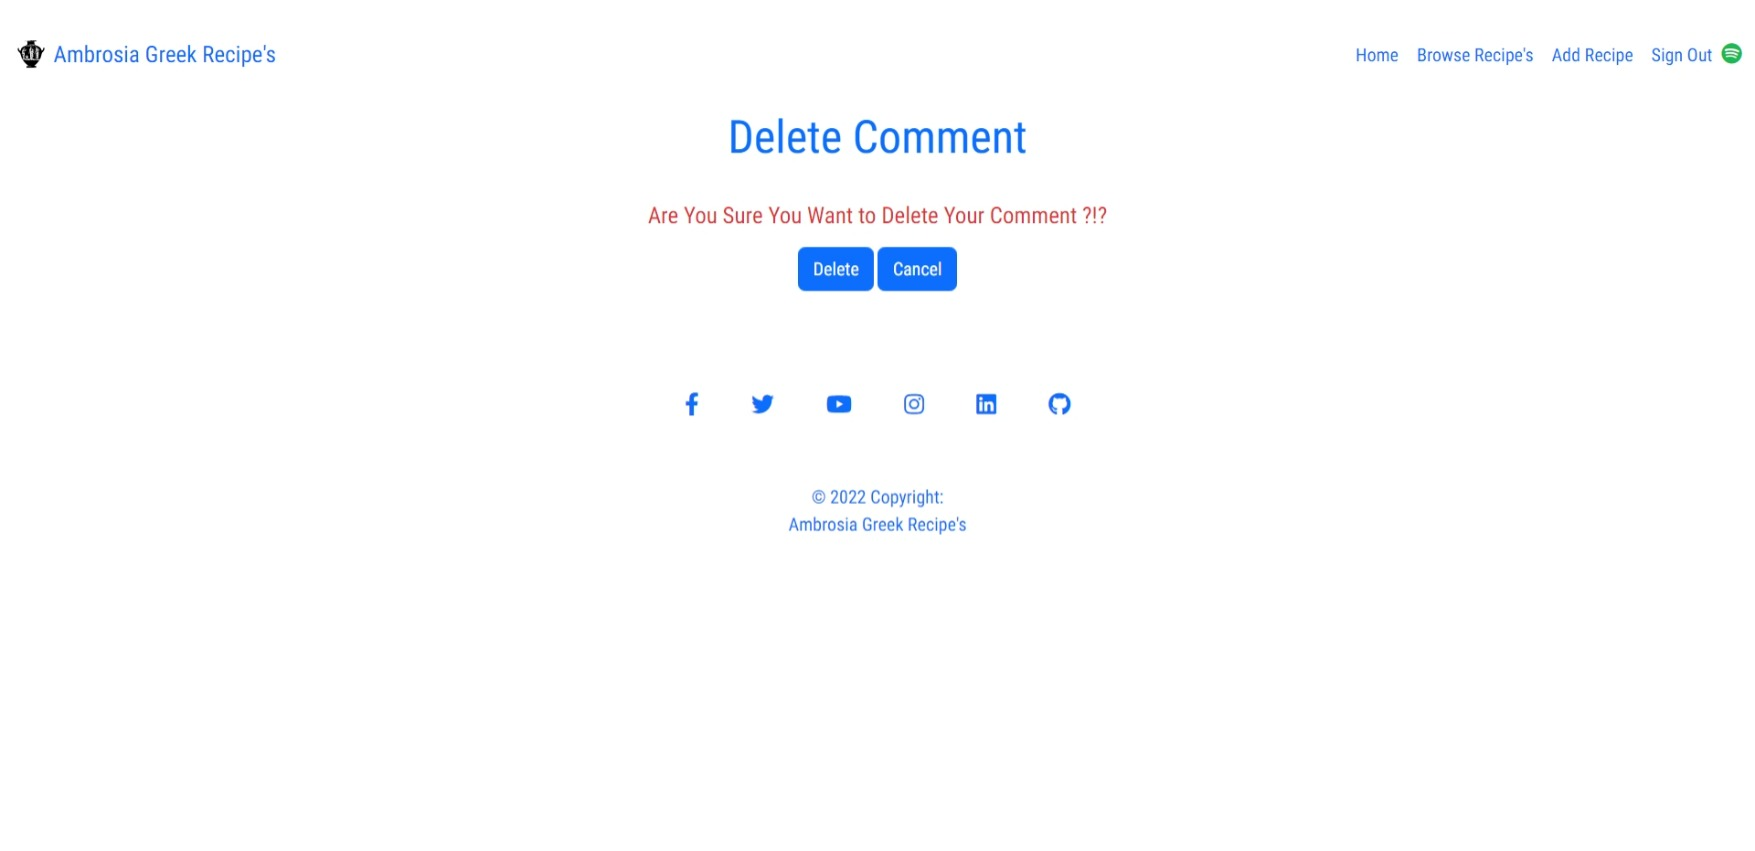 Ambrosia Greek Recipe's
Home Browse Recipe's Add Recipe Sign Out
Delete Comment
Are You Sure You Want to Delete Your Comment ?!?
Delete Cancel
© 2022 Copyright:
Ambrosia Greek Recipe's